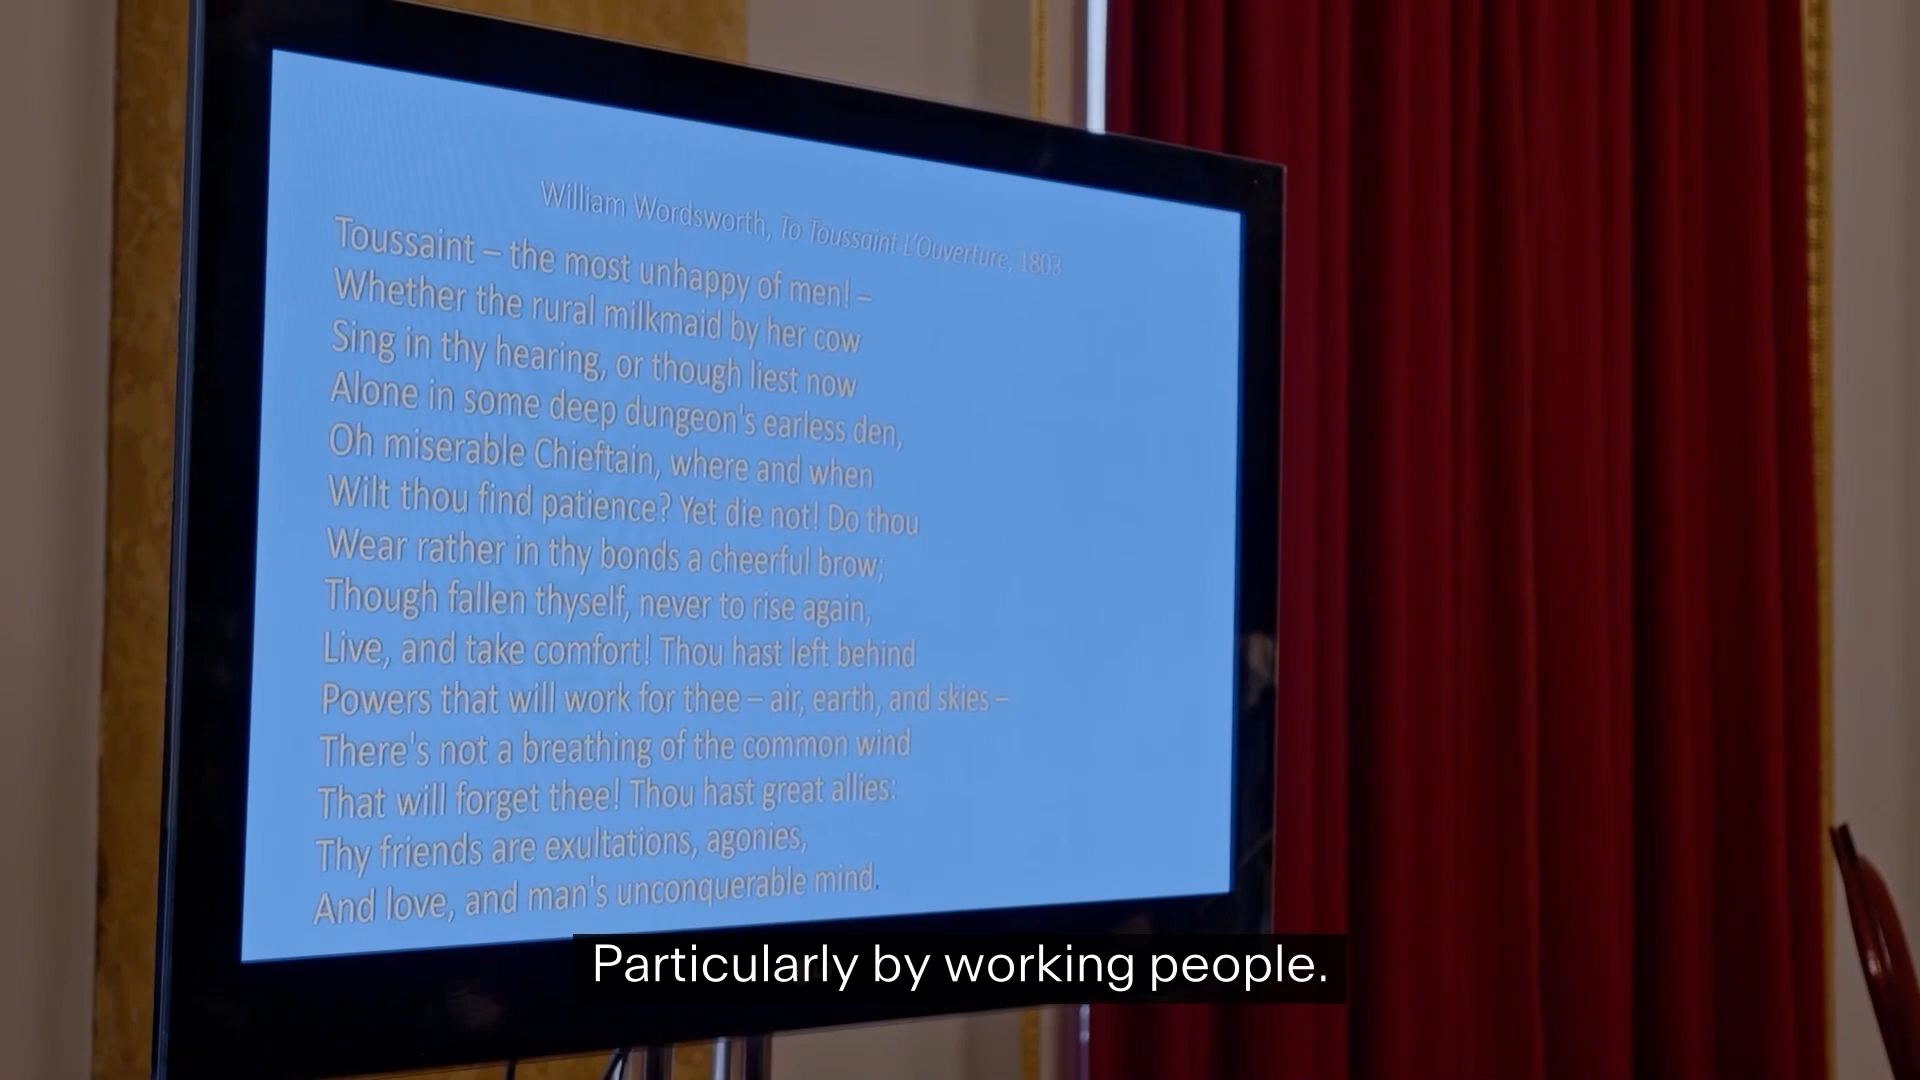 William Wordsworth, To Toussaint L'Ouverture, 1803
Toussaint – the most unhappy of men! –
Whether the rural milkmaid by her cow
Sing in thy hearing, or though liest now
Alone in some deep dungeon's earless den,
Oh miserable Chieftain, where and when
Wilt thou find patience? Yet die not! Do thou
Wear rather in thy bonds a cheerful brow;
Though fallen thyself, never to rise again,
Live, and take comfort! Thou hast left behind
Powers that will work for thee – air, earth, and skies –
There's not a breathing of the common wind
That will forget thee! Thou hast great allies:
Thy friends are exultations, agonies,
And love, and man's unconquerable mind.
Particularly by working people.